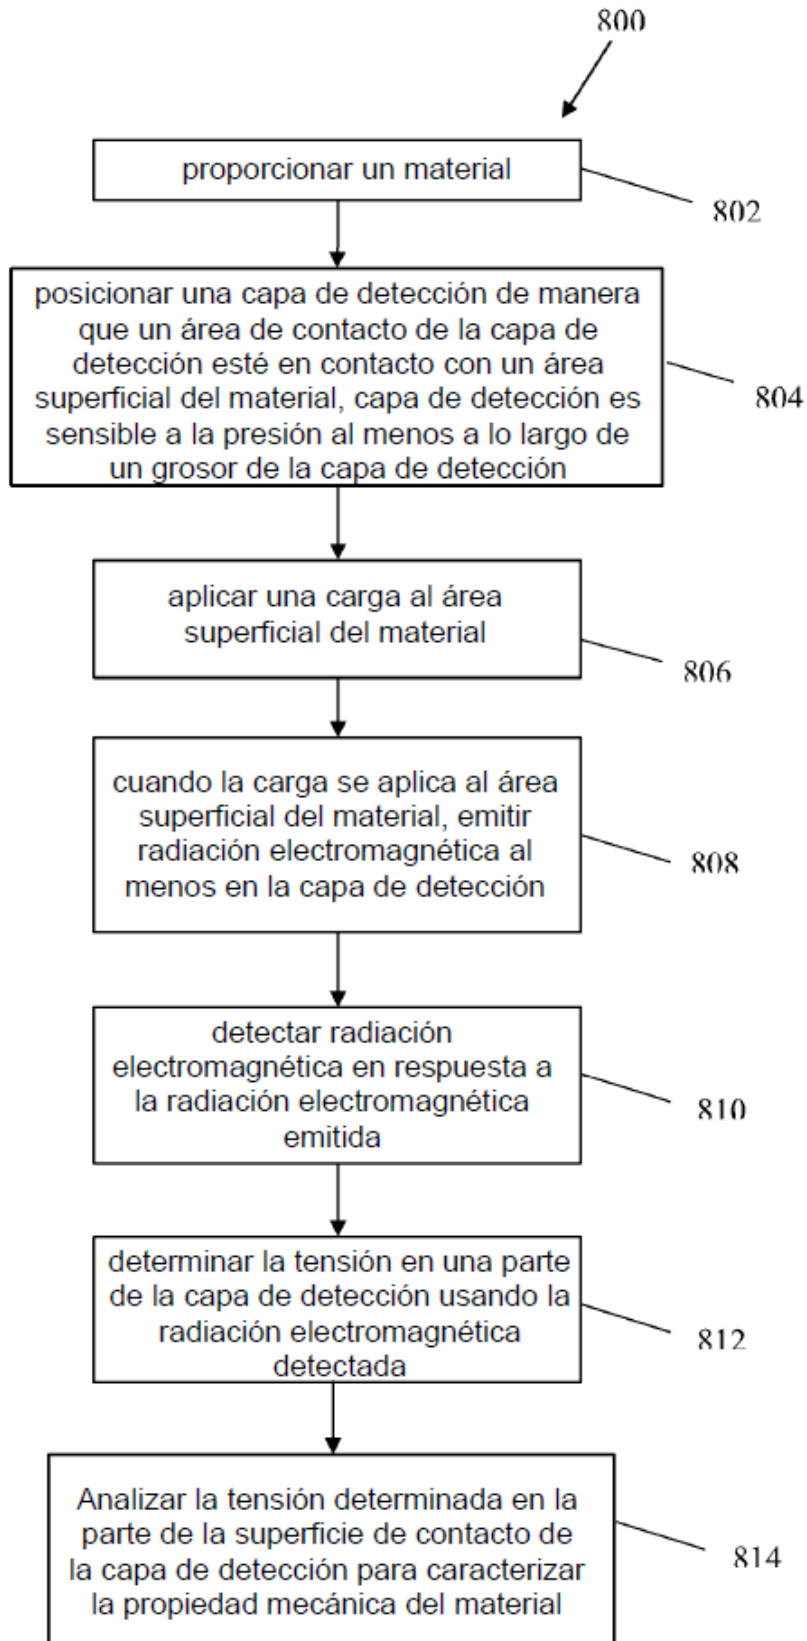 800
proporcionar un material
802
posicionar una capa de detección de manera
que un área de contacto de la capa de
detección esté en contacto con un área
superficial del material, capa de detección es
sensible a la presión al menos a lo largo de
un grosor de la capa de detección
804
aplicar una carga al área
superficial del material
806
cuando la carga se aplica al área
superficial del material, emitir
radiación electromagnética al
menos en la capa de detección
808
detectar radiación
electromagnética en respuesta a
la radiación electromagnética
emitida
810
determinar la tensión en una parte
de la capa de detección usando la
radiación electromagnética
detectada
812
Analizar la tensión determinada en la
parte de la superficie de contacto de
la capa de detección para caracterizar
la propiedad mecánica del material
814